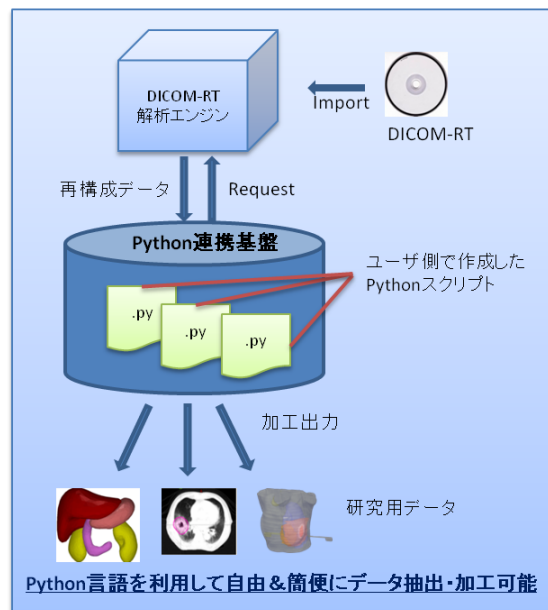 DICOM-RT
解析エンジン
Import
DICOM-RT
再構成データ
Request
Python連携基盤
ユーザ側で作成した
Pythonスクリプト
.py
.py
.py
加工出力
研究用データ
Python言語を利用して自由&簡便にデータ抽出・加工可能